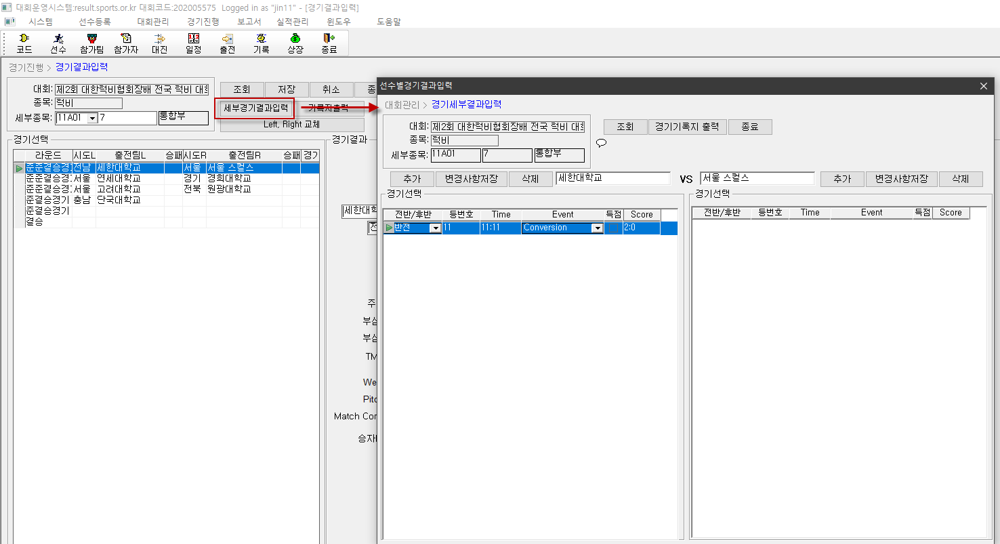 대회운영시스템:result.sports.or.kr 대회코드:202005575 Logged in as "jin11" - [경기결과입력]
시스템 선수등록 대회관리 경기진행 보고서 실적관리 윈도우 도움말
코드 선수 참가팀 참가자 대진 일정 출전 기록 상장 종료
경기진행 > 경기결과입력
대회: 제2회 대한럭비협회장배 전국 럭비 대회
종목: 럭비
세부종목: 11A01 7 통합부
조회 저장 취소 종
세부경기결과입력 기록지출력
Left, Right 교체
경기선택
라운드 시도L 출전팀L 승패 시도R 출전팀R 승패 경기
준준결승경 전남 세한대학교 서울 서울 스컬스
준준결승경 서울 연세대학교 경기 경희대학교
준준결승경 서울 고려대학교 전북 원광대학교
준결승경기 충남 단국대학교
준결승경기
결승
경기결과
세한대학
전
주
부심
부심
TM
We
Pitc
Match Con
승자
선수별경기결과입력
대회관리 > 경기세부결과입력
대회: 제2회 대한럭비협회장배 전국 럭비 대회
종목: 럭비
세부종목: 11A01 7 통합부
조회 경기기록지 출력 종료
추가 변경사항저장 삭제 세한대학교 VS 서울 스컬스 추가 변경사항저장 삭제
경기선택
전반/후반 등번호 Time Event 득점 Score
반전 11 11:11 Conversion 2:0
경기선택
전반/후반 등번호 Time Event 득점 Score